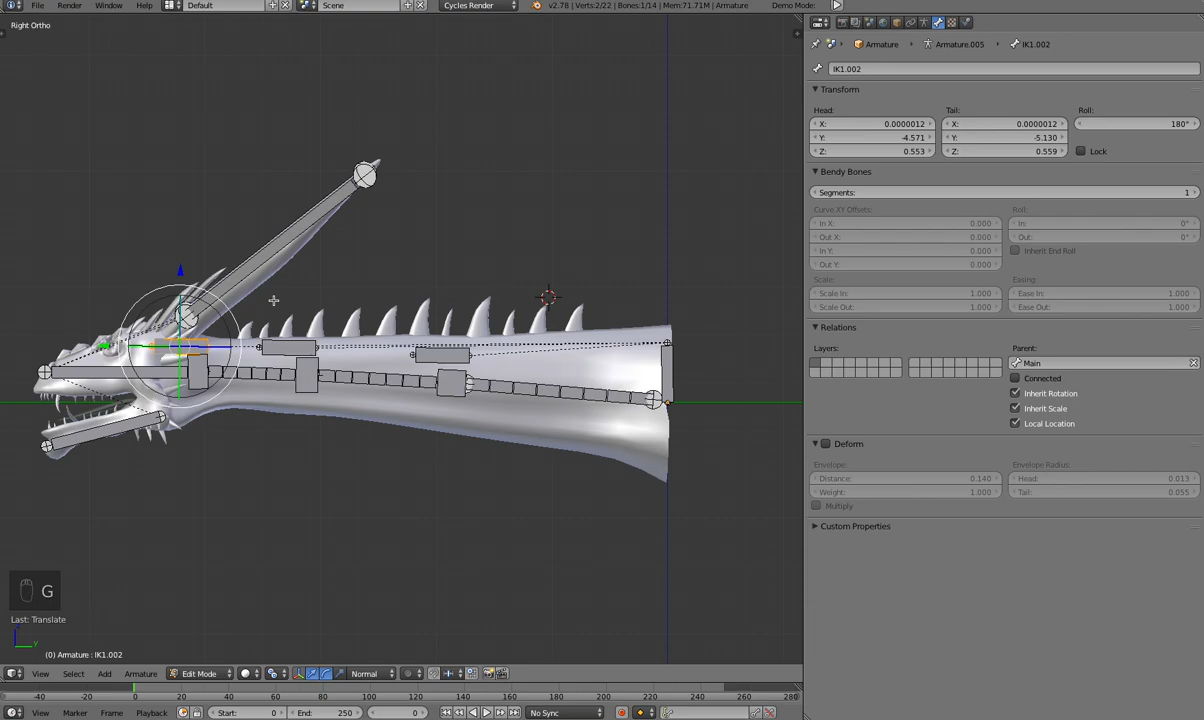 File Render Window Help Default Scene Cycles Render v2.78 | Verts:2/22 | Bones:1/14 | Mem:71.71M | Armature Demo Mode:
Right Ortho
Armature Armature.005 IK1.002
IK1.002
Transform
Head: Tail: Roll:
X: 0.0000012 X: 0.0000012 180°
Y: -4.571 Y: -5.130
Z: 0.553 Z: 0.559 Lock
Bendy Bones
Segments: 1
Curve XY Offsets: Roll:
In X: 0.000 In: 0°
Out X: 0.000 Out: 0°
In Y: 0.000 Inherit End Roll
Out Y: 0.000
Scale: Easing:
Scale In: 1.000 Ease In: 1.000
Scale Out: 1.000 Ease Out: 1.000
Relations
Layers: Parent:
Main
Connected
Inherit Rotation
Inherit Scale
Local Location
Deform
Envelope: Envelope Radius:
Distance: 0.140 Head: 0.013
Weight: 1.000 Tail: 0.055
Multiply
Custom Properties
G
Last: Translate
z
y
(0) Armature : IK1.002
View Select Add Armature Edit Mode Normal
-40 -20 0 20 40 60 80 100 120 140 160 180 200 220 240 260 280
View Marker Frame Playback Start: 0 End: 250 0 No Sync